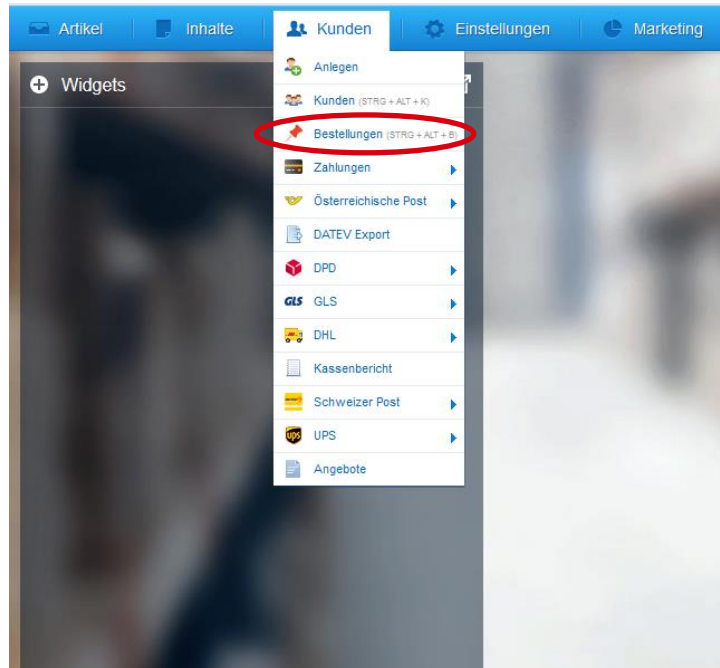 Artikel Inhalte Kunden Einstellungen Marketing
Widgets
Anlegen
Kunden (STRG + ALT + K)
Bestellungen (STRG + ALT + B)
Zahlungen
Österreichische Post
DATEV Export
DPD
GLS GLS
DHL
Kassenbericht
Schweizer Post
ups UPS
Angebote